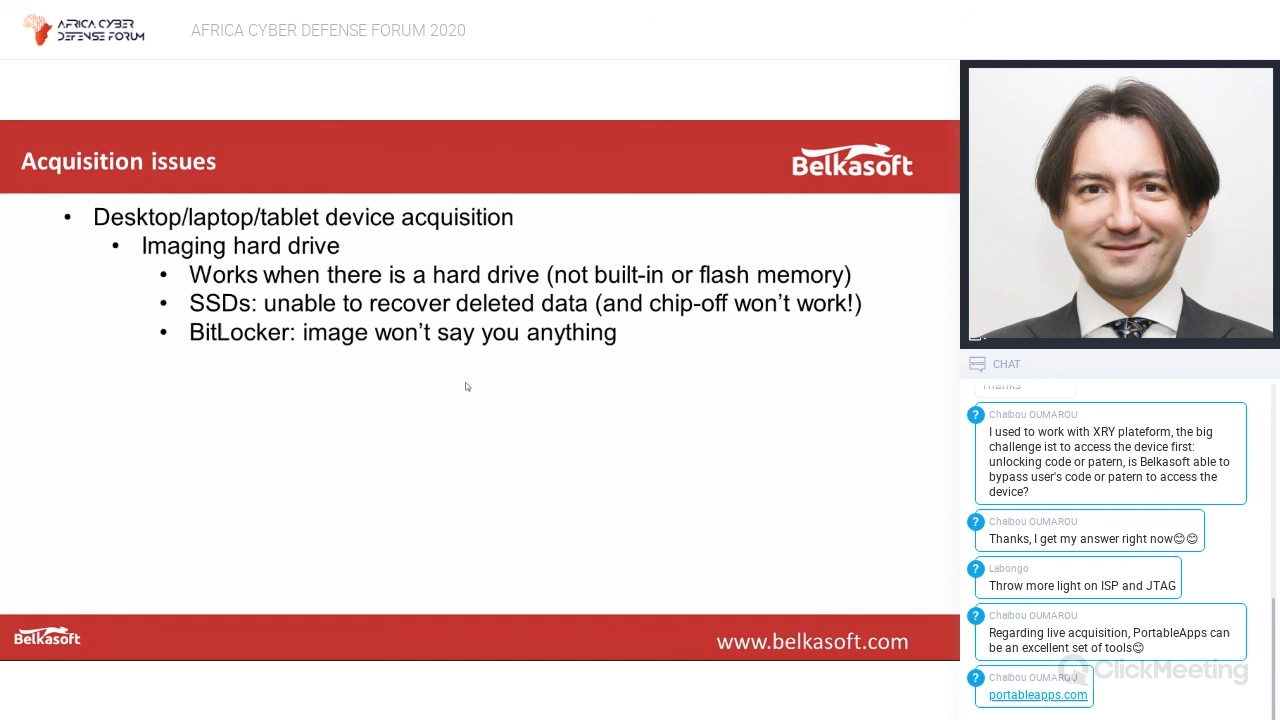 AFRICA CYBER
DEFENSE FORUM
AFRICA CYBER DEFENSE FORUM 2020
Acquisition issues
Belkasoft
• Desktop/laptop/tablet device acquisition
• Imaging hard drive
• Works when there is a hard drive (not built-in or flash memory)
• SSDs: unable to recover deleted data (and chip-off won't work!)
• BitLocker: image won't say you anything
Belkasoft
www.belkasoft.com
CHAT
Thanks
? Chaibou OUMAROU
I used to work with XRY plateform, the big
challenge ist to access the device first:
unlocking code or patern, is Belkasoft able to
bypass user's code or patern to access the
device?
? Chaibou OUMAROU
Thanks, I get my answer right now😊😊
? Labongo
Throw more light on ISP and JTAG
? Chaibou OUMAROU
Regarding live acquisition, PortableApps can
be an excellent set of tools😊
? Chaibou OUMAROU
portableapps.com
ClickMeeting